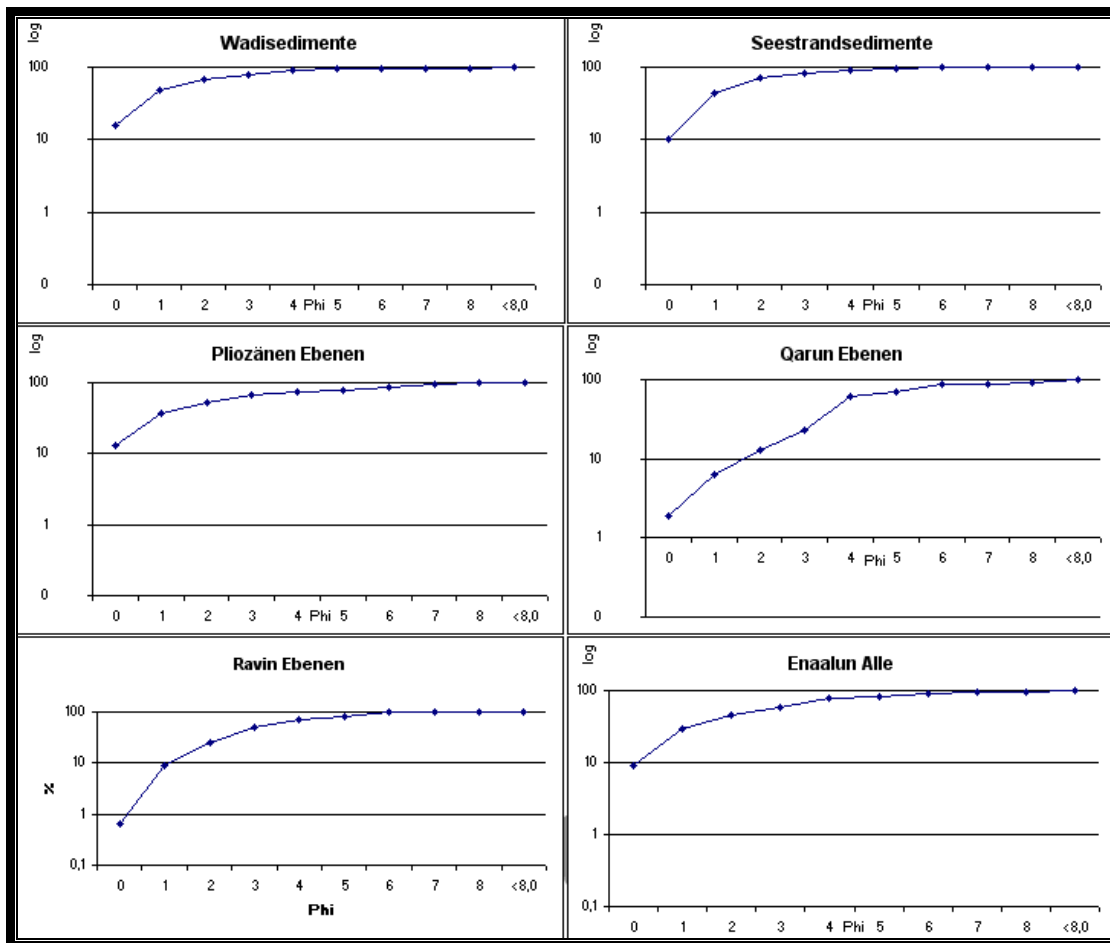 log
Wadisedimente
100
10
1
0
0 1 2 3 4 Phi 5 6 7 8 <8,0
log
Seestrandsedimente
100
10
1
0
0 1 2 3 4 Phi 5 6 7 8 <8,0
log
Pliozänen Ebenen
100
10
1
0
0 1 2 3 4 Phi 5 6 7 8 <8,0
log
Qarun Ebenen
100
10
1
0 1 2 3 4 Phi 5 6 7 8 <8,0
0
Ravin Ebenen
100
10
%
1
0,1
0 1 2 3 4 5 6 7 8 <8,0
Phi
log
Enaalun Alle
100
10
1
0,1
0 1 2 3 4 Phi 5 6 7 8 <8,0